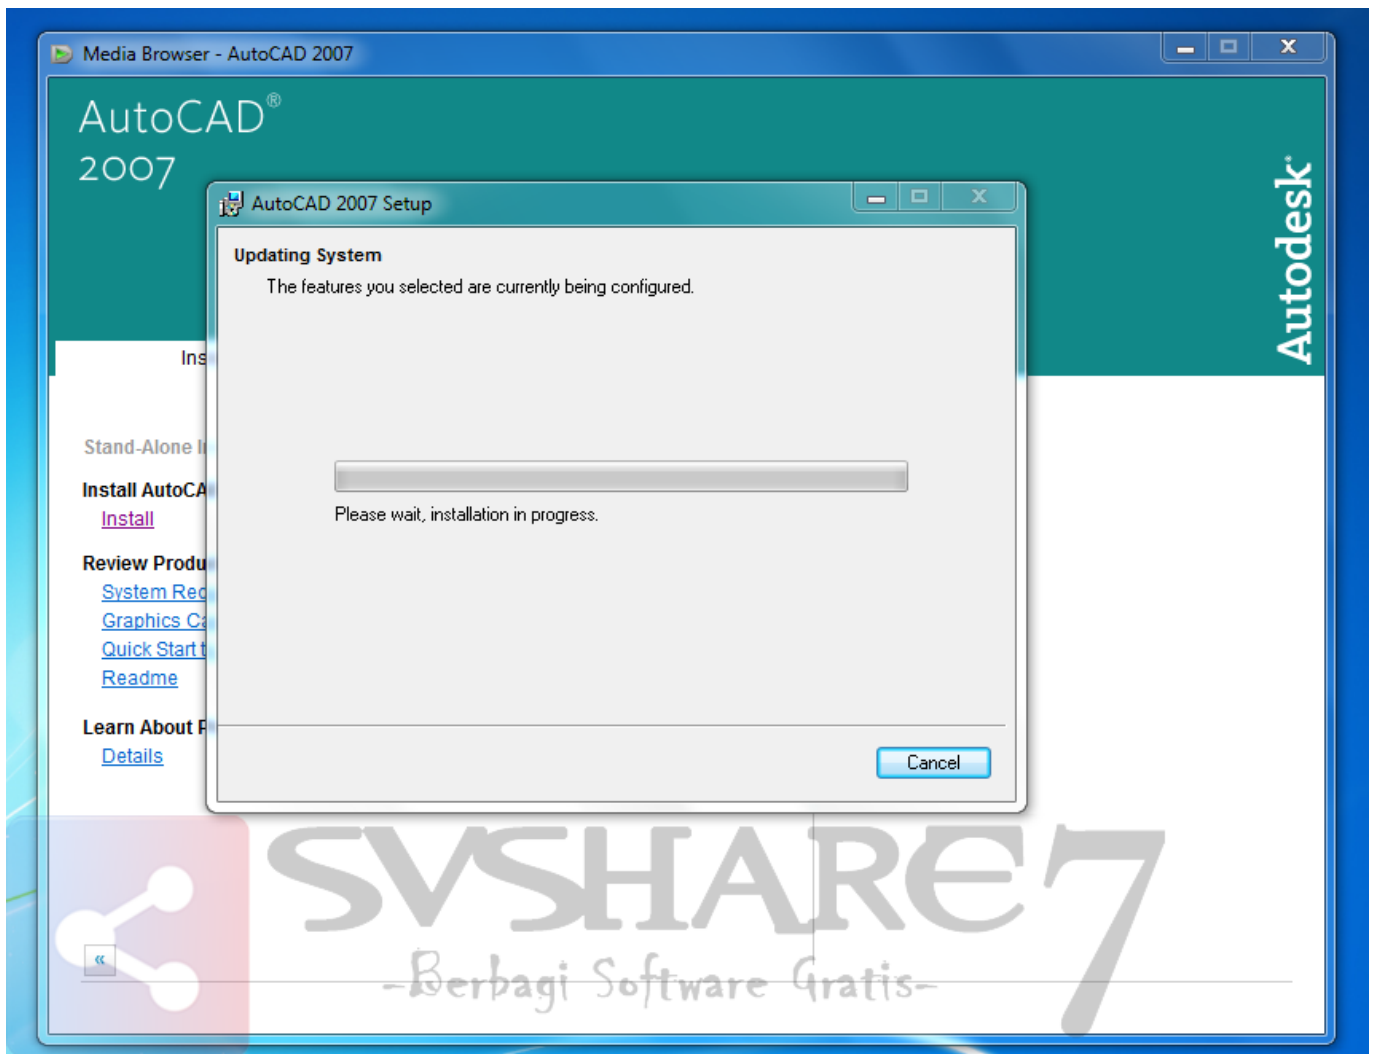 Media Browser - AutoCAD 2007
AutoCAD®
2007
Autodesk
AutoCAD 2007 Setup
Updating System
The features you selected are currently being configured.
Please wait, installation in progress.
Cancel
Ins
Stand-Alone I
Install AutoCA
Install
Review Produ
System Req
Graphics Ca
Quick Start t
Readme
Learn About P
Details
SVSHARE7
-Berbagi Software Gratis-